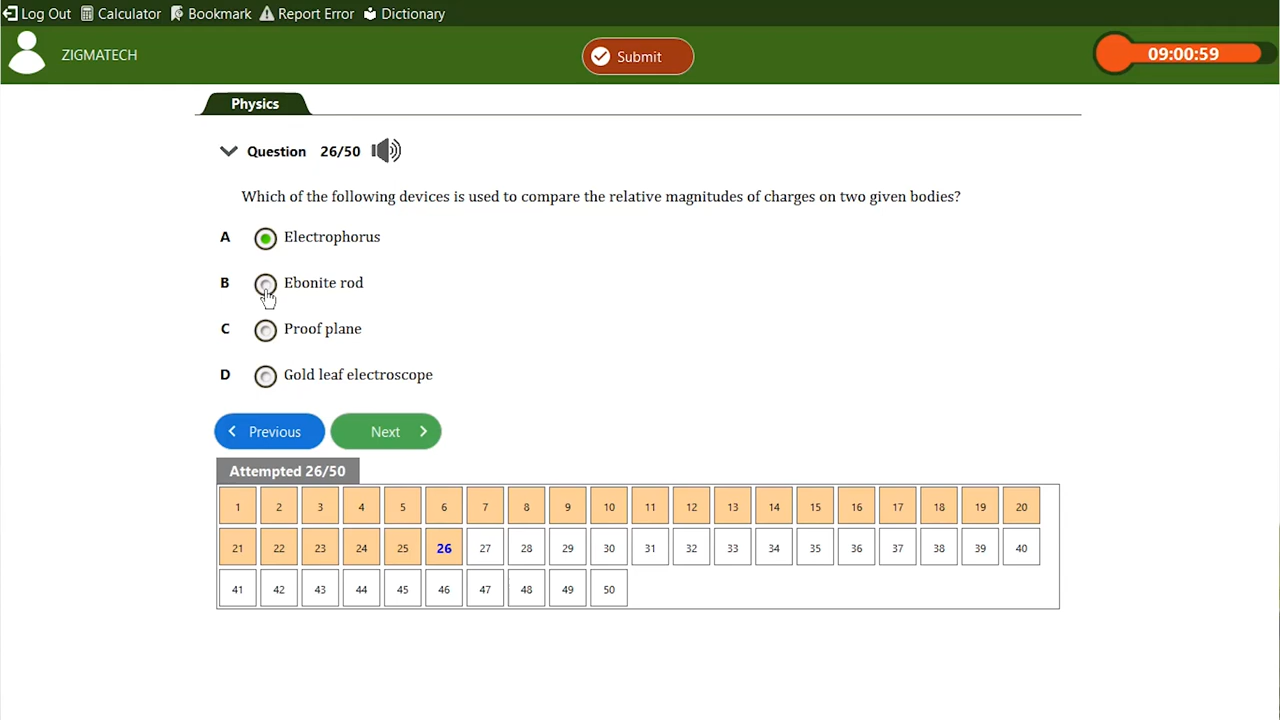 Log Out Calculator Bookmark Report Error Dictionary
ZIGMATECH
Submit
09:00:59
Physics
Question 26/50
Which of the following devices is used to compare the relative magnitudes of charges on two given bodies?
A Electrophorus
B Ebonite rod
C Proof plane
D Gold leaf electroscope
Previous Next
Attempted 26/50
1 2 3 4 5 6 7 8 9 10 11 12 13 14 15 16 17 18 19 20
21 22 23 24 25 26 27 28 29 30 31 32 33 34 35 36 37 38 39 40
41 42 43 44 45 46 47 48 49 50